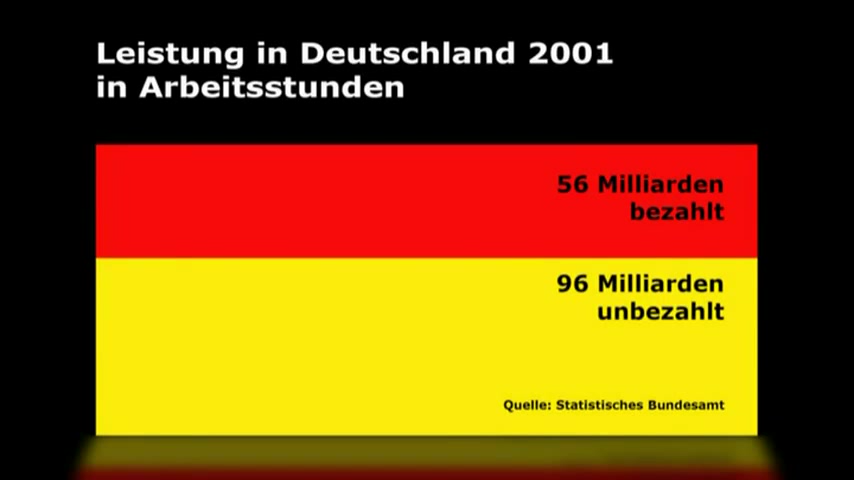 Leistung in Deutschland 2001
in Arbeitsstunden
56 Milliarden
bezahlt
96 Milliarden
unbezahlt
Quelle: Statistisches Bundesamt